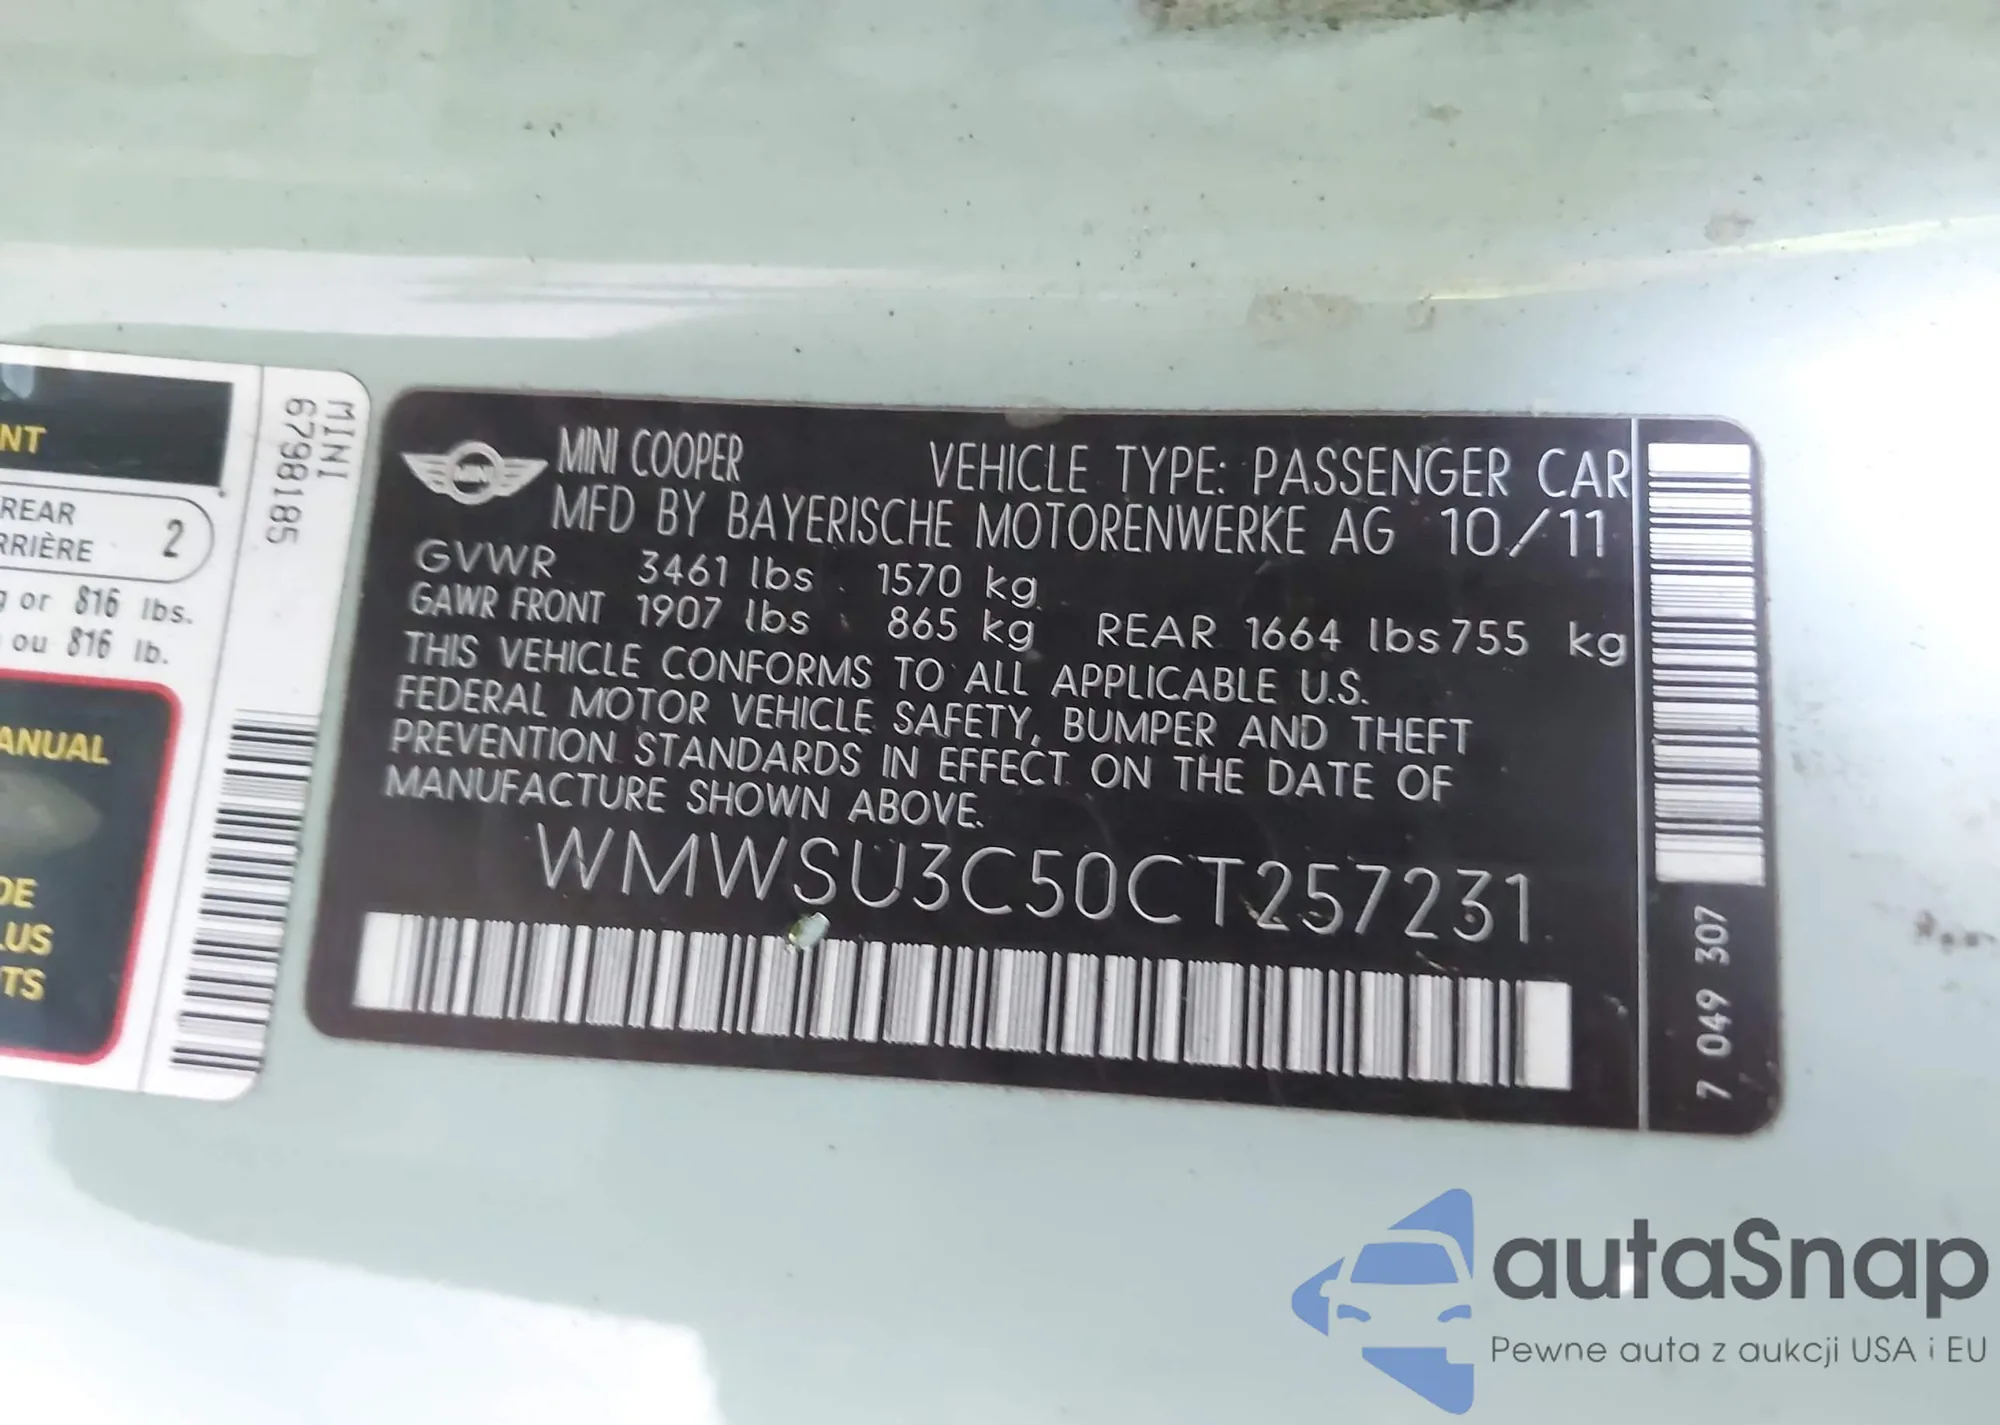 NT
REAR
RRIÈRE
2
g or 816 lbs.
ou 816 lb.
ANUAL
DE
LUS
TS
MINI
6798185
MINI
MINI COOPER
VEHICLE TYPE: PASSENGER CAR
MFD BY BAYERISCHE MOTORENWERKE AG 10/11
GVWR 3461 lbs 1570 kg
GAWR FRONT 1907 lbs 865 kg REAR 1664 lbs 755 kg
THIS VEHICLE CONFORMS TO ALL APPLICABLE U.S.
FEDERAL MOTOR VEHICLE SAFETY, BUMPER AND THEFT
PREVENTION STANDARDS IN EFFECT ON THE DATE OF
MANUFACTURE SHOWN ABOVE.
WMWSU3C50CT257231
7 049 307
autaSnap
Pewne auta z aukcji USA i EU